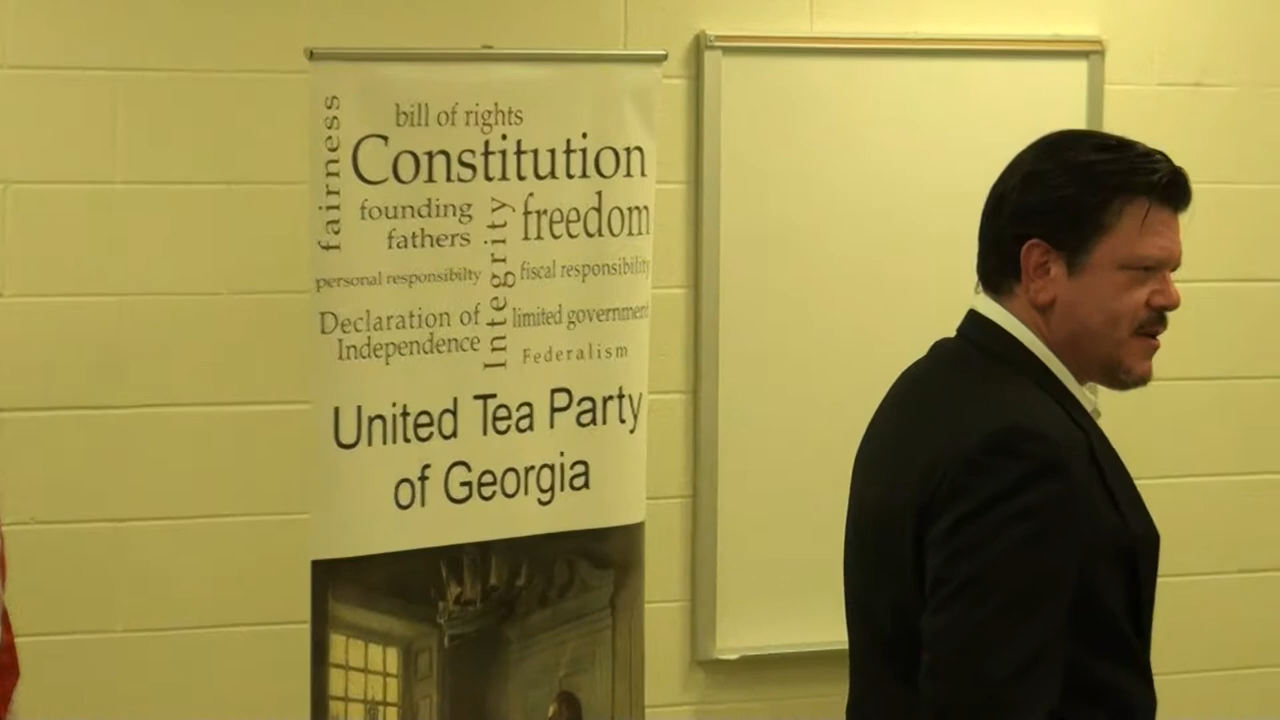 fairness
bill of rights
Constitution
founding
fathers
Integrity
freedom
personal responsibilty
fiscal responsibility
Declaration of
Independence
limited government
Federalism
United Tea Party
of Georgia